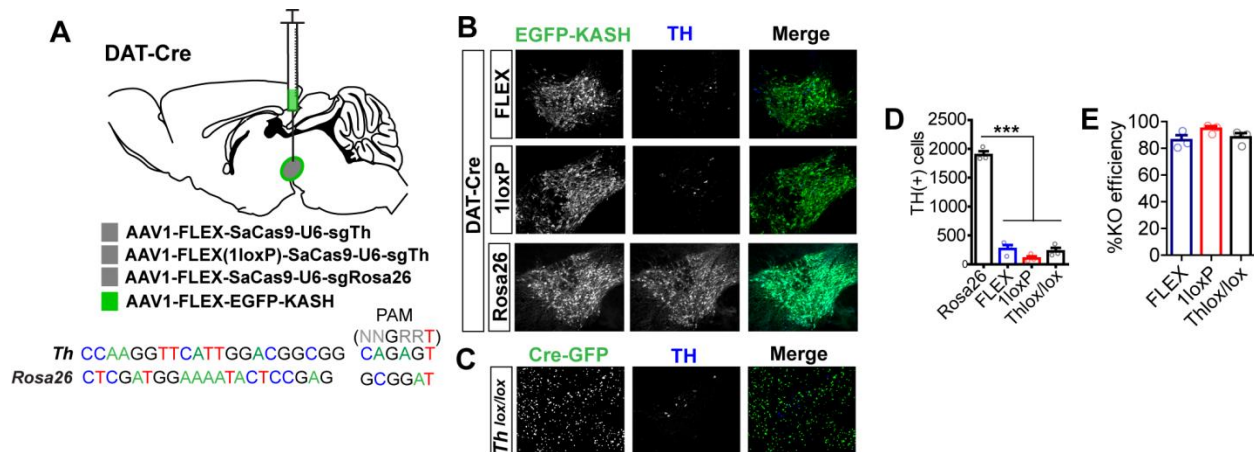 A
DAT-Cre
AAV1-FLEX-SaCas9-U6-sgTh
AAV1-FLEX(1loxP)-SaCas9-U6-sgTh
AAV1-FLEX-SaCas9-U6-sgRosa26
AAV1-FLEX-EGFP-KASH
PAM
(NNGRRT)
Th CCAAGGTTCATTGGACGGCGG CAGAGT
Rosa26 CTCGATGGAAAATACTCCGAG GCGGAT
B
EGFP-KASH TH Merge
DAT-Cre
FLEX
1loxP
Rosa26
C
Cre-GFP TH Merge
Th lox/lox
D
TH(+) cells
2000
1500
1000
500
0
***
Rosa26
FLEX
1loxP
Thlox/lox
E
%KO efficiency
100
80
60
40
20
0
FLEX
1loxP
Thlox/lox